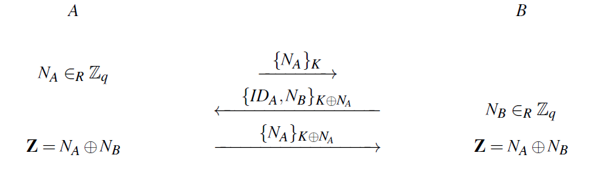 A B
{N_A}_K
N_A ∈_R ℤ_q
{ID_A, N_B}_{K⊕N_A}
N_B ∈_R ℤ_q
{N_A}_{K⊕N_A}
𝐙 = N_A ⊕ N_B 𝐙 = N_A ⊕ N_B